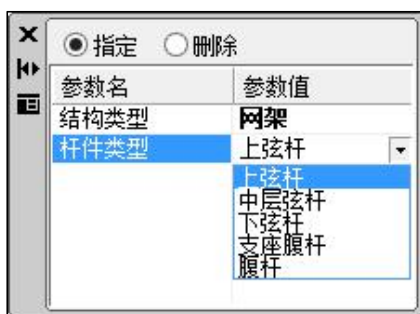 指定 删除
参数名 参数值
结构类型 网架
杆件类型 上弦杆
上弦杆
中层弦杆
下弦杆
支座腹杆
腹杆